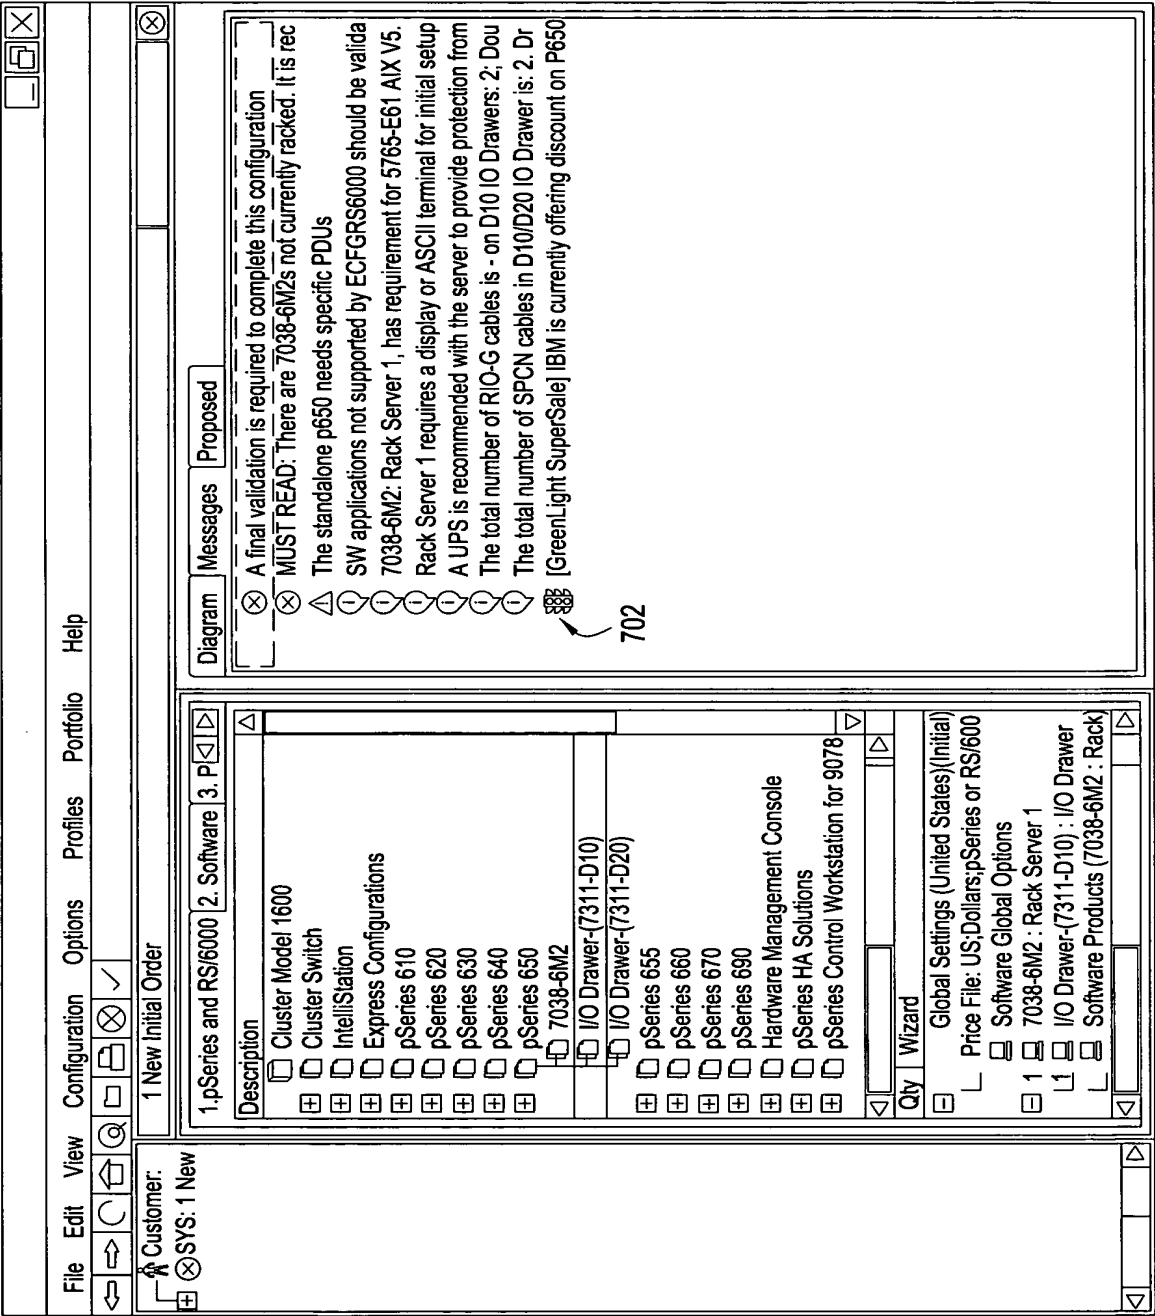 File Edit View Configuration Options Profiles Portfolio Help
Customer:
SYS: 1 New
1 New Initial Order
1.pSeries and RS/6000 2. Software 3. P
Description
Cluster Model 1600
Cluster Switch
IntelliStation
Express Configurations
pSeries 610
pSeries 620
pSeries 630
pSeries 640
pSeries 650
7038-6M2
I/O Drawer-(7311-D10)
I/O Drawer-(7311-D20)
pSeries 655
pSeries 660
pSeries 670
pSeries 690
Hardware Management Console
pSeries HA Solutions
pSeries Control Workstation for 9078
Qty Wizard
Global Settings (United States)(Initial)
Price File: US;Dollars;pSeries or RS/600
Software Global Options
1 7038-6M2 : Rack Server 1
1 I/O Drawer-(7311-D10) : I/O Drawer
Software Products (7038-6M2 : Rack)
Diagram Messages Proposed
A final validation is required to complete this configuration
MUST READ: There are 7038-6M2s not currently racked. It is rec
The standalone p650 needs specific PDUs
SW applications not supported by ECFGRS6000 should be valida
7038-6M2: Rack Server 1, has requirement for 5765-E61 AIX V5.
Rack Server 1 requires a display or ASCII terminal for initial setup
A UPS is recommended with the server to provide protection from
The total number of RIO-G cables is - on D10 IO Drawers: 2; Dou
The total number of SPCN cables in D10/D20 IO Drawer is: 2. Dr
[GreenLight SuperSale] IBM is currently offering discount on P650
702